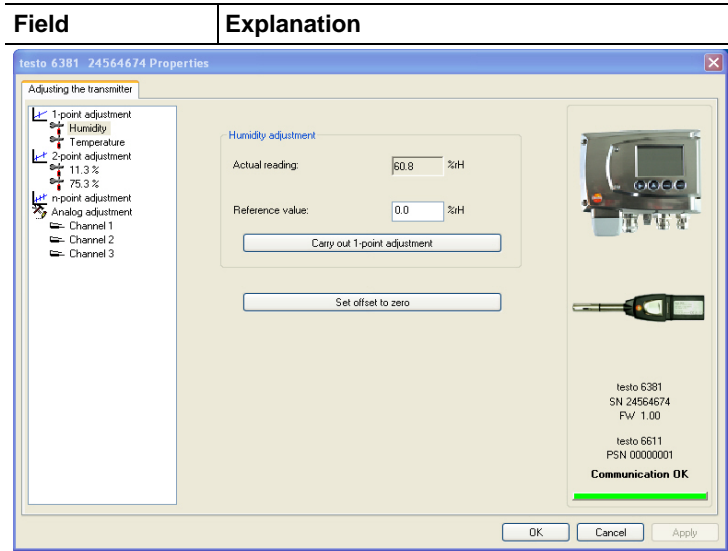 Field Explanation
testo 6381 24564674 Properties
Adjusting the transmitter
1-point adjustment
Humidity
Temperature
2-point adjustment
11.3 %
75.3 %
n-point adjustment
Analog adjustment
Channel 1
Channel 2
Channel 3
Humidity adjustment
Actual reading: 60.8 %rH
Reference value: 0.0 %rH
Carry out 1-point adjustment
Set offset to zero
testo 6381
SN 24564674
FW 1.00
testo 6611
PSN 00000001
Communication OK
OK Cancel Apply